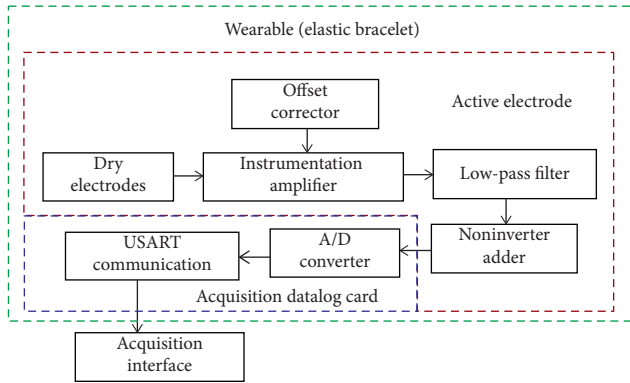 Wearable (elastic bracelet)
Offset
corrector
Active electrode
Dry
electrodes
Instrumentation
amplifier
Low-pass filter
USART
communication
A/D
converter
Noninverter
adder
Acquisition datalog card
Acquisition
interface